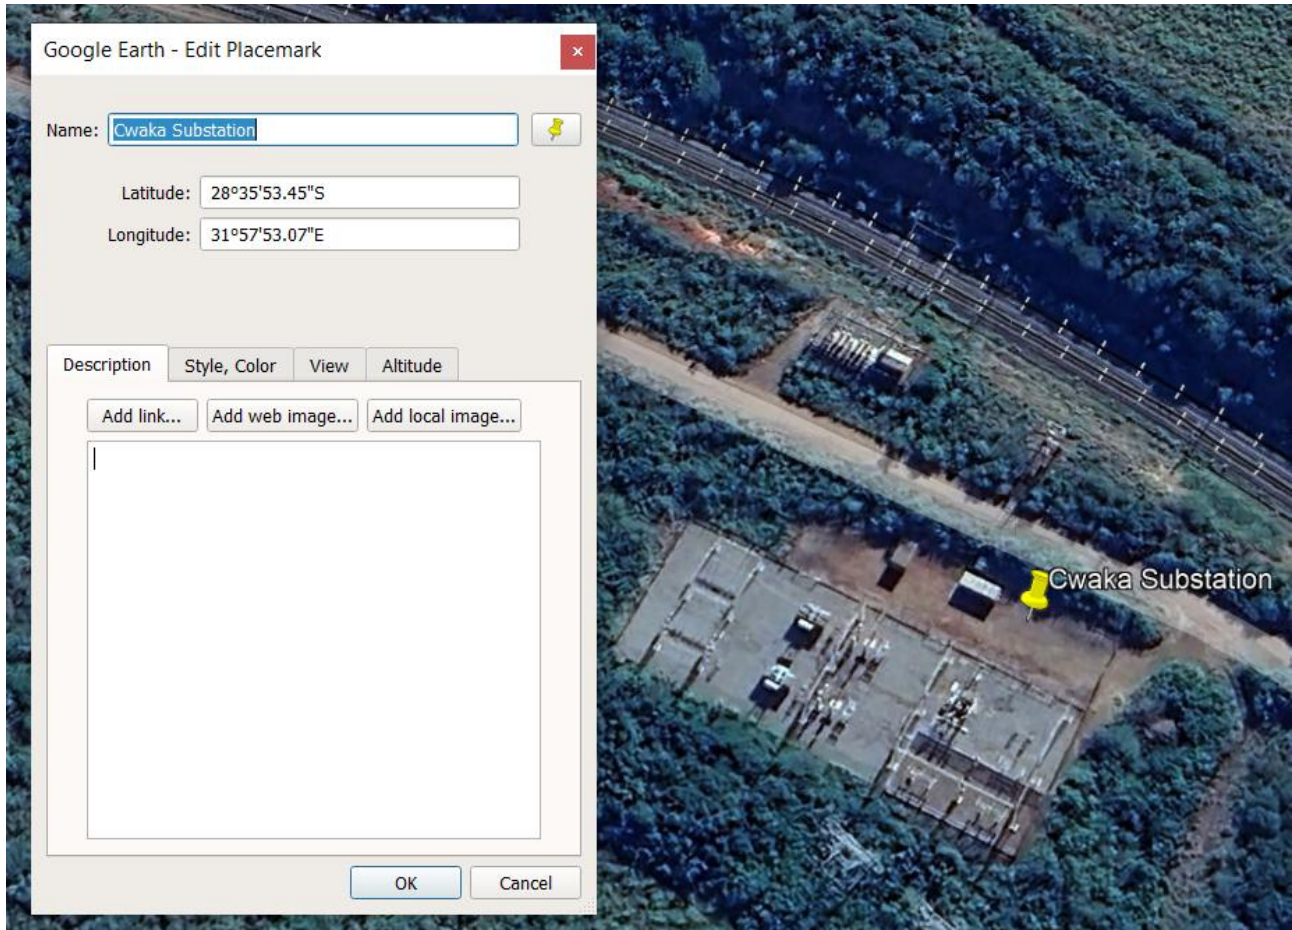 Google Earth - Edit Placemark
Name: Cwaka Substation
Latitude: 28°35'53.45"S
Longitude: 31°57'53.07"E
Description Style, Color View Altitude
Add link... Add web image... Add local image...
Cwaka Substation
OK Cancel